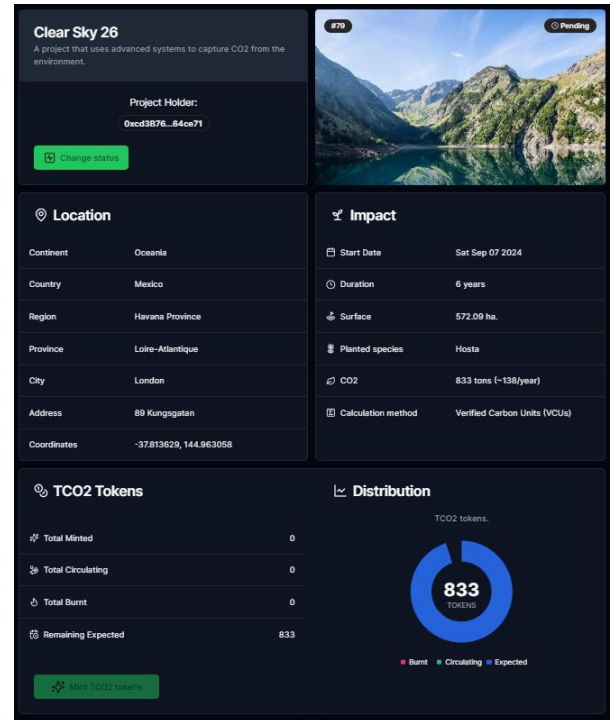 Clear Sky 26
A project that uses advanced systems to capture CO2 from the
environment.
Project Holder:
0xcd3B76...64ce71
Change status
#79
Pending
Location
Continent Oceania
Country Mexico
Region Havana Province
Province Loire-Atlantique
City London
Address 89 Kungsgatan
Coordinates -37.813629, 144.963058
Impact
Start Date Sat Sep 07 2024
Duration 6 years
Surface 572.09 ha.
Planted species Hosta
CO2 833 tons (~138/year)
Calculation method Verified Carbon Units (VCUs)
TCO2 Tokens
Total Minted 0
Total Circulating 0
Total Burnt 0
Remaining Expected 833
Mint TCO2 tokens
Distribution
TCO2 tokens.
833
TOKENS
Burnt Circulating Expected